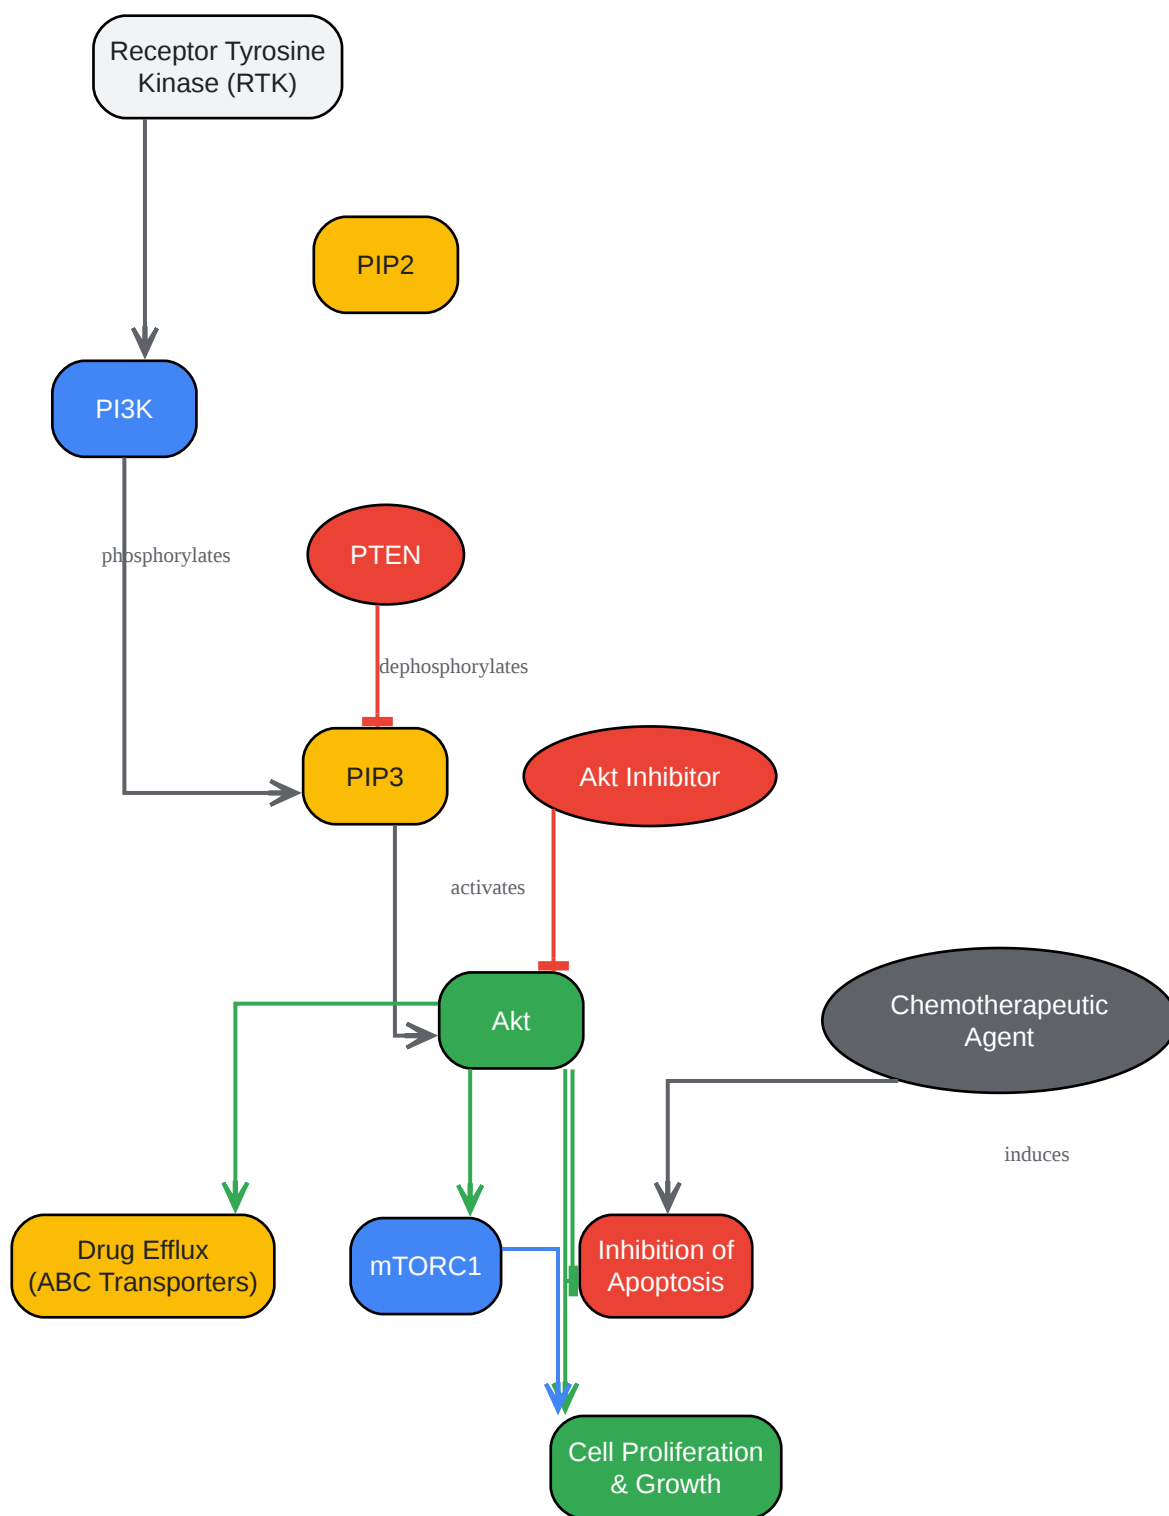 Receptor Tyrosine
Kinase (RTK)
PIP2
PI3K
phosphorylates
PTEN
dephosphorylates
PIP3
Akt Inhibitor
activates
Akt
Chemotherapeutic
Agent
induces
Drug Efflux
(ABC Transporters)
mTORC1
Inhibition of
Apoptosis
Cell Proliferation
& Growth